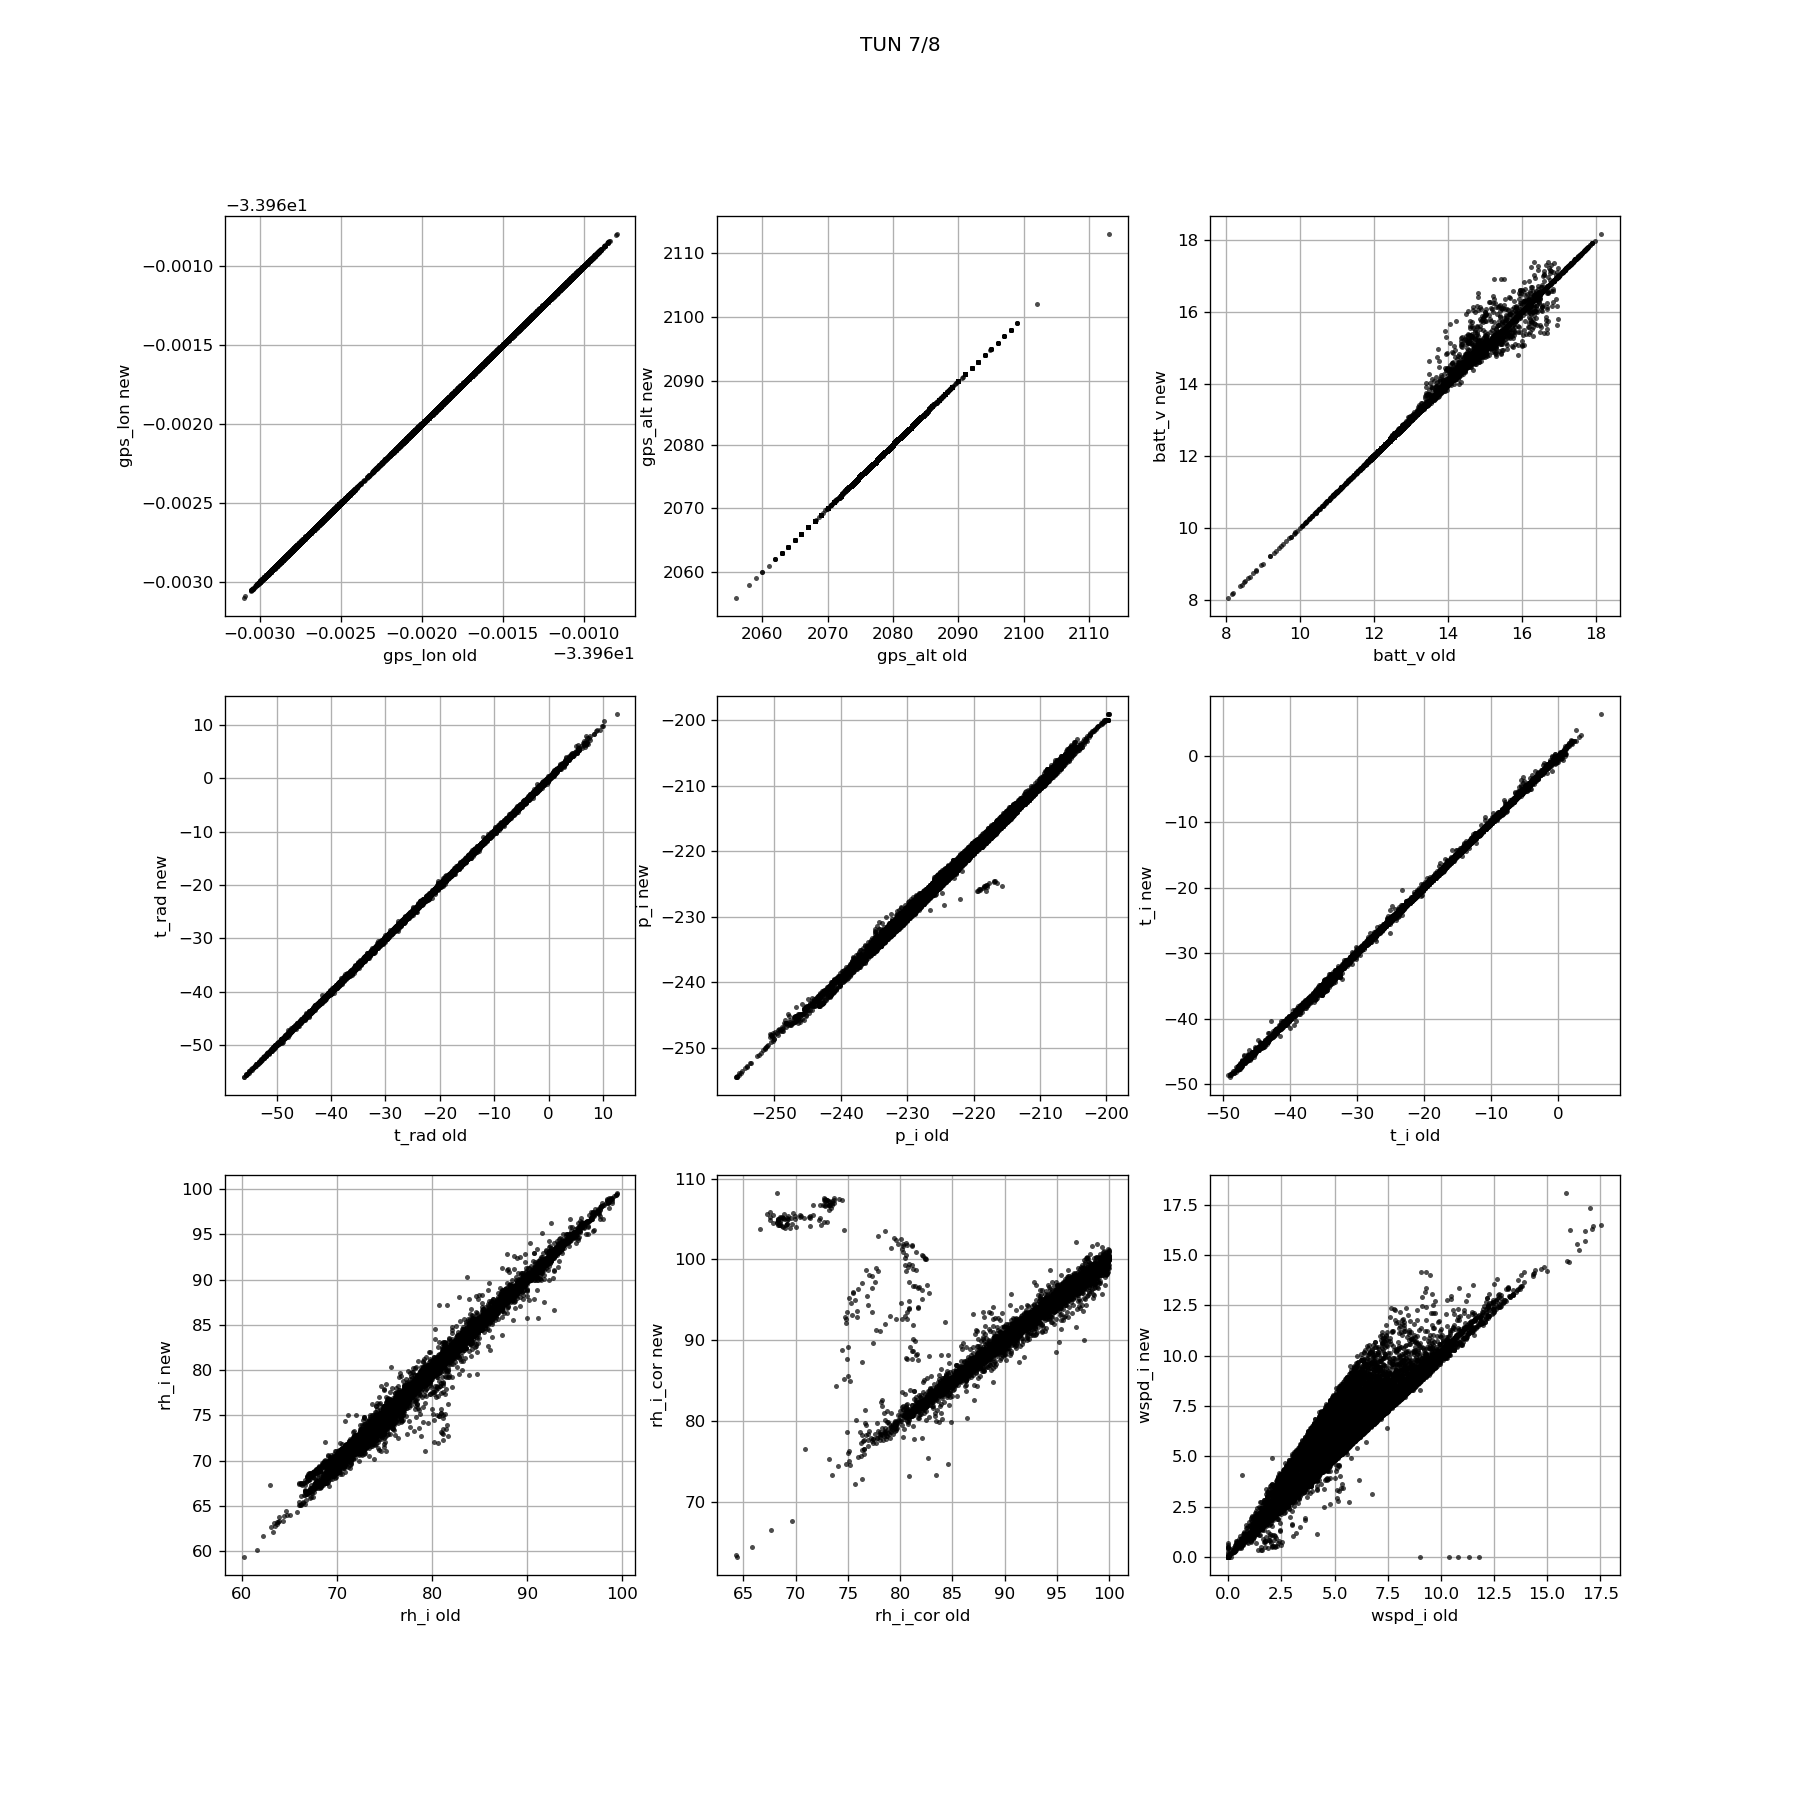 TUN 7/8
−3.396e1
−0.0010
−0.0015
−0.0020
−0.0025
−0.0030
gps_lon new
−0.0030 −0.0025 −0.0020 −0.0015 −0.0010
gps_lon old
−3.396e1
2110
2100
2090
2080
2070
2060
gps_alt new
2060 2070 2080 2090 2100 2110
gps_alt old
18
16
14
12
10
8
batt_v new
8 10 12 14 16 18
batt_v old
10
0
−10
−20
−30
−40
−50
t_rad new
−50 −40 −30 −20 −10 0 10
t_rad old
−200
−210
−220
−230
−240
−250
p_i new
−250 −240 −230 −220 −210 −200
p_i old
0
−10
−20
−30
−40
−50
t_i new
−50 −40 −30 −20 −10 0
t_i old
100
95
90
85
80
75
70
65
60
rh_i new
60 70 80 90 100
rh_i old
110
100
90
80
70
rh_i_cor new
65 70 75 80 85 90 95 100
rh_i_cor old
17.5
15.0
12.5
10.0
7.5
5.0
2.5
0.0
wspd_i new
0.0 2.5 5.0 7.5 10.0 12.5 15.0 17.5
wspd_i old